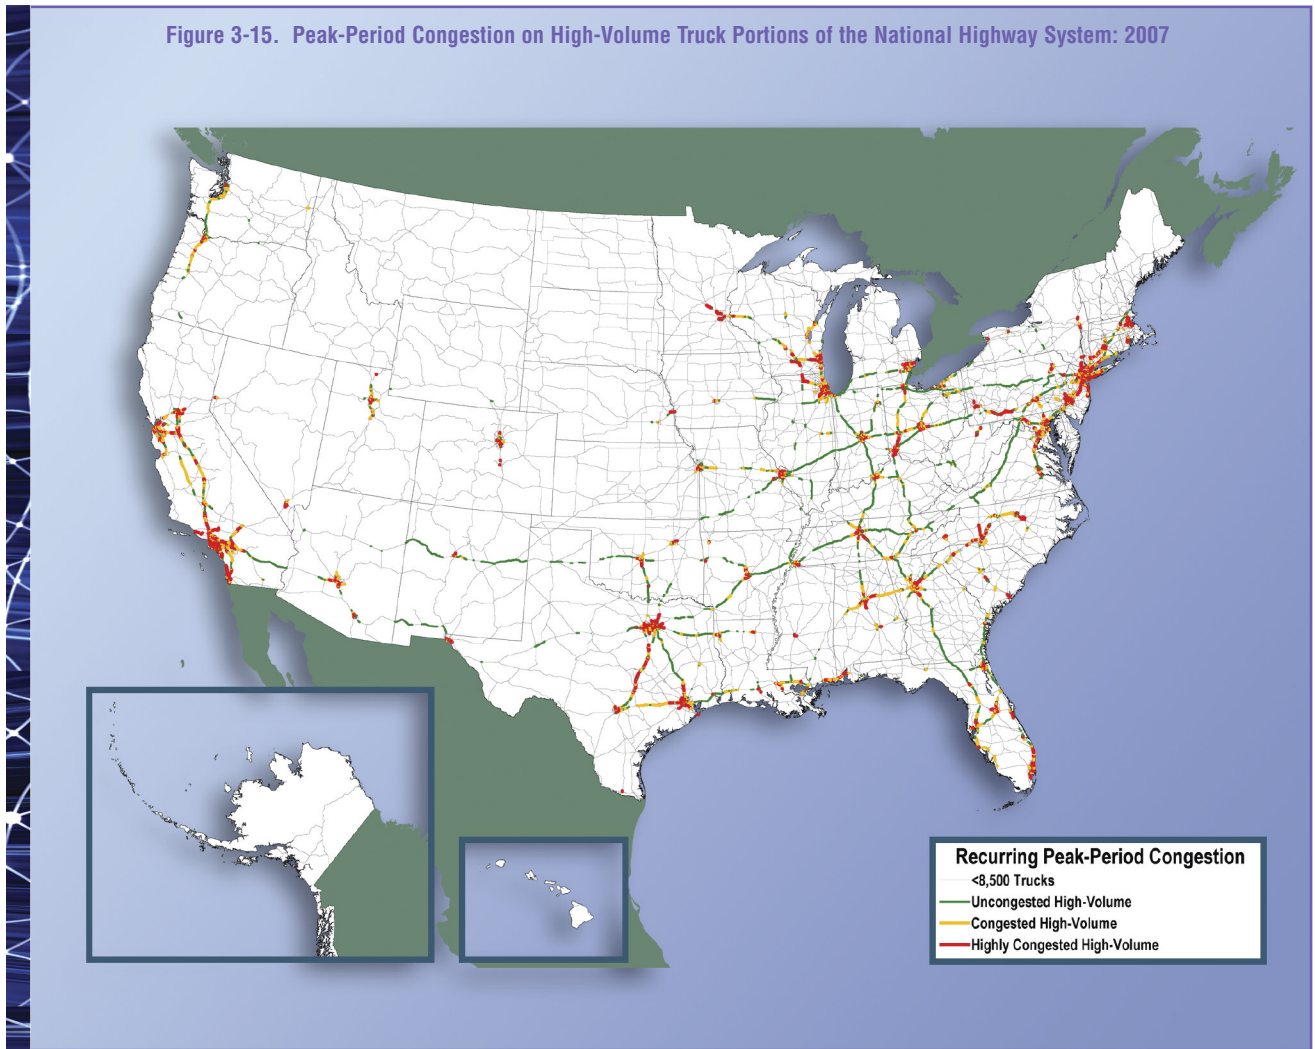 Figure 3-15. Peak-Period Congestion on High-Volume Truck Portions of the National Highway System: 2007
Recurring Peak-Period Congestion
<8,500 Trucks
Uncongested High-Volume
Congested High-Volume
Highly Congested High-Volume